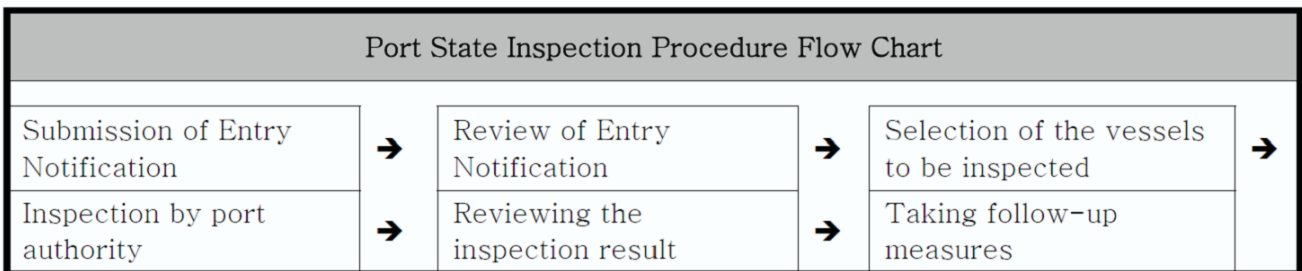 Port State Inspection Procedure Flow Chart
Submission of Entry
Notification
➔
Review of Entry
Notification
➔
Selection of the vessels
to be inspected
➔
Inspection by port
authority
➔
Reviewing the
inspection result
➔
Taking follow-up
measures